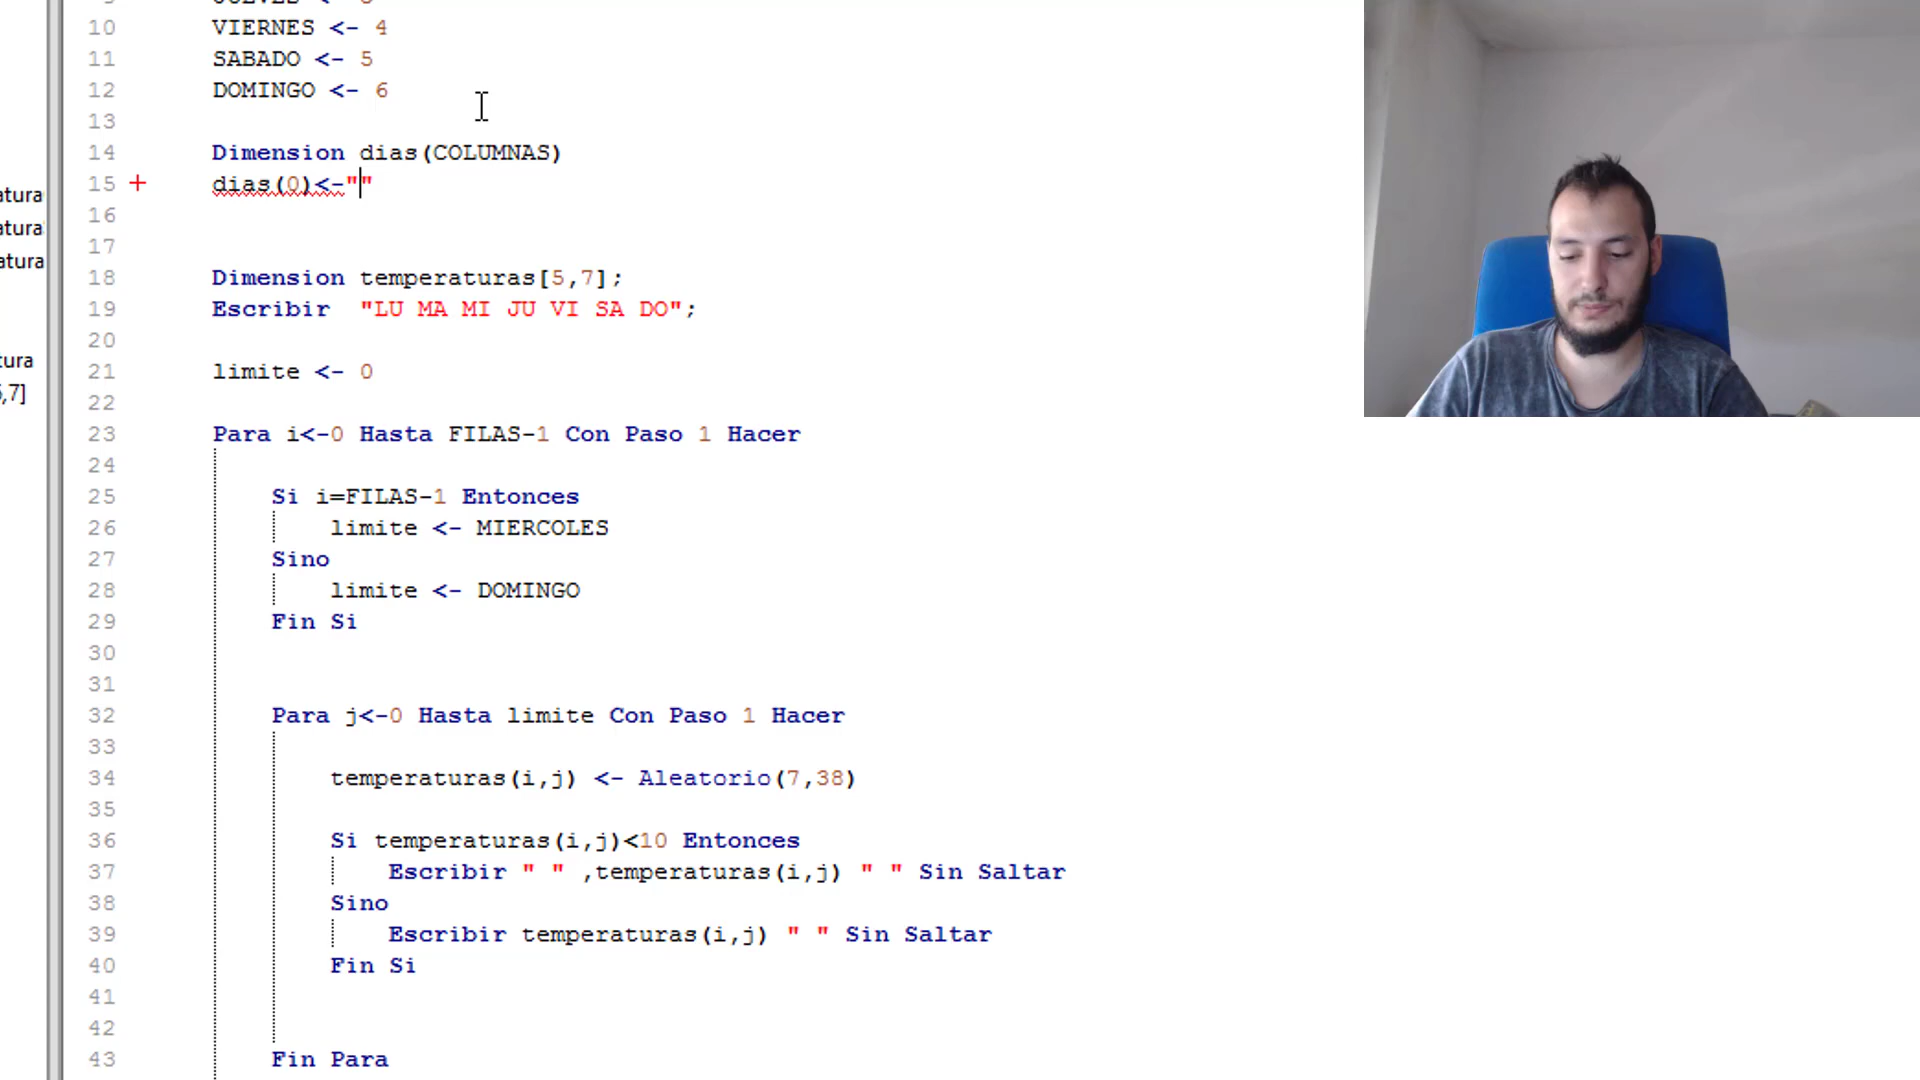 10 VIERNES <- 4
11 SABADO <- 5
12 DOMINGO <- 6
13
14 Dimension dias(COLUMNAS)
15 + dias(0)<-""
16
17
18 Dimension temperaturas[5,7];
19 Escribir  "LU MA MI JU VI SA DO";
20
21 limite <- 0
22
23 Para i<-0 Hasta FILAS-1 Con Paso 1 Hacer
24
25 Si i=FILAS-1 Entonces
26 limite <- MIERCOLES
27 Sino
28 limite <- DOMINGO
29 Fin Si
30
31
32 Para j<-0 Hasta limite Con Paso 1 Hacer
33
34 temperaturas(i,j) <- Aleatorio(7,38)
35
36 Si temperaturas(i,j)<10 Entonces
37 Escribir " " ,temperaturas(i,j) " " Sin Saltar
38 Sino
39 Escribir temperaturas(i,j) " " Sin Saltar
40 Fin Si
41
42
43 Fin Para